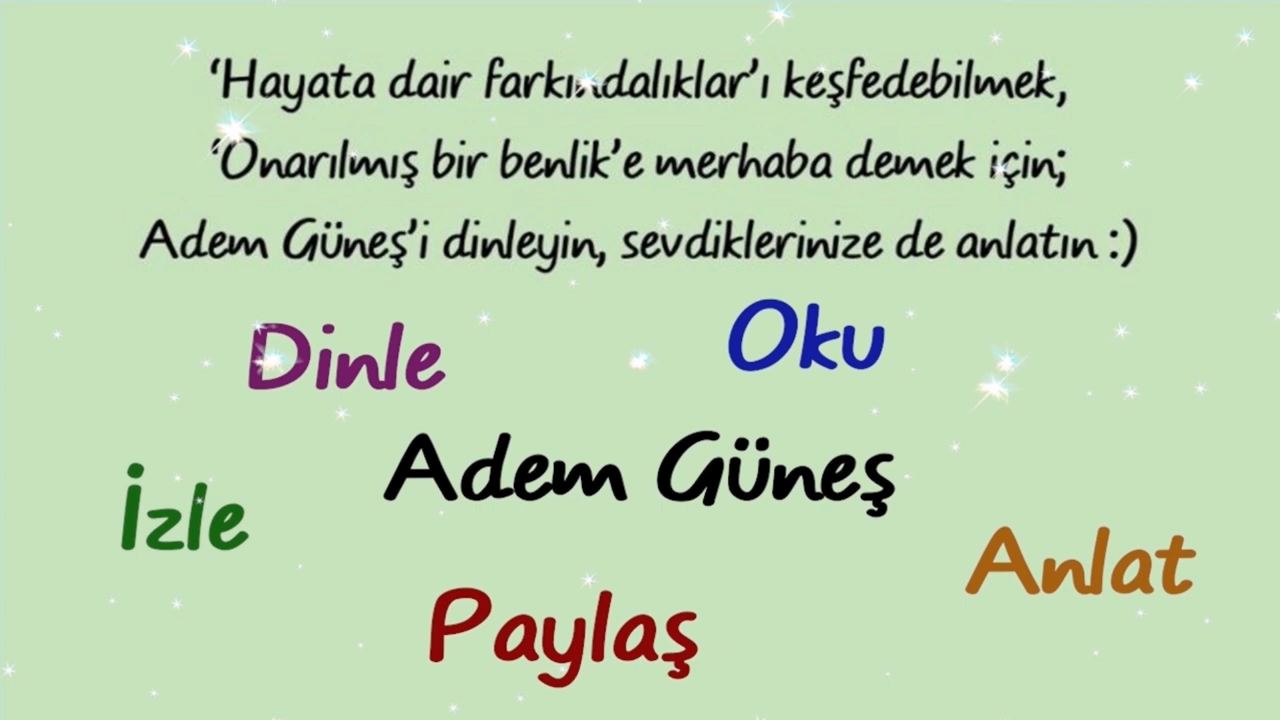 ‘Hayata dair farkındalıklar’ı keşfedebilmek,
‘Onarılmış bir benlik’e merhaba demek için;
Adem Güneş’i dinleyin, sevdiklerinize de anlatın :)
Dinle
Oku
Adem Güneş
İzle
Anlat
Paylaş